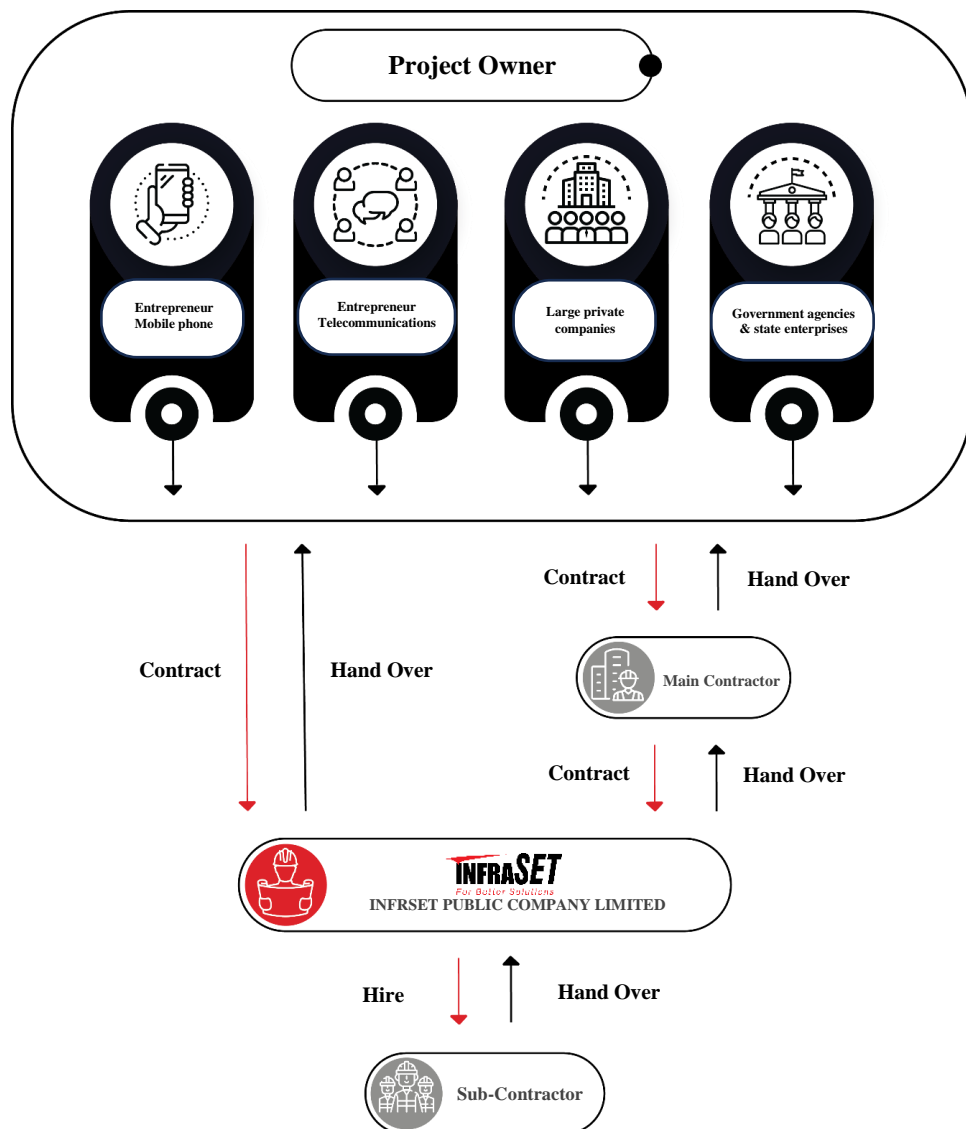 Project Owner
Entrepreneur
Mobile phone
Entrepreneur
Telecommunications
Large private
companies
Government agencies
& state enterprises
Contract
Hand Over
Main Contractor
Contract
Hand Over
Contract
Hand Over
INFRASET
For Better Solutions
INFRSET PUBLIC COMPANY LIMITED
Hire
Hand Over
Sub-Contractor